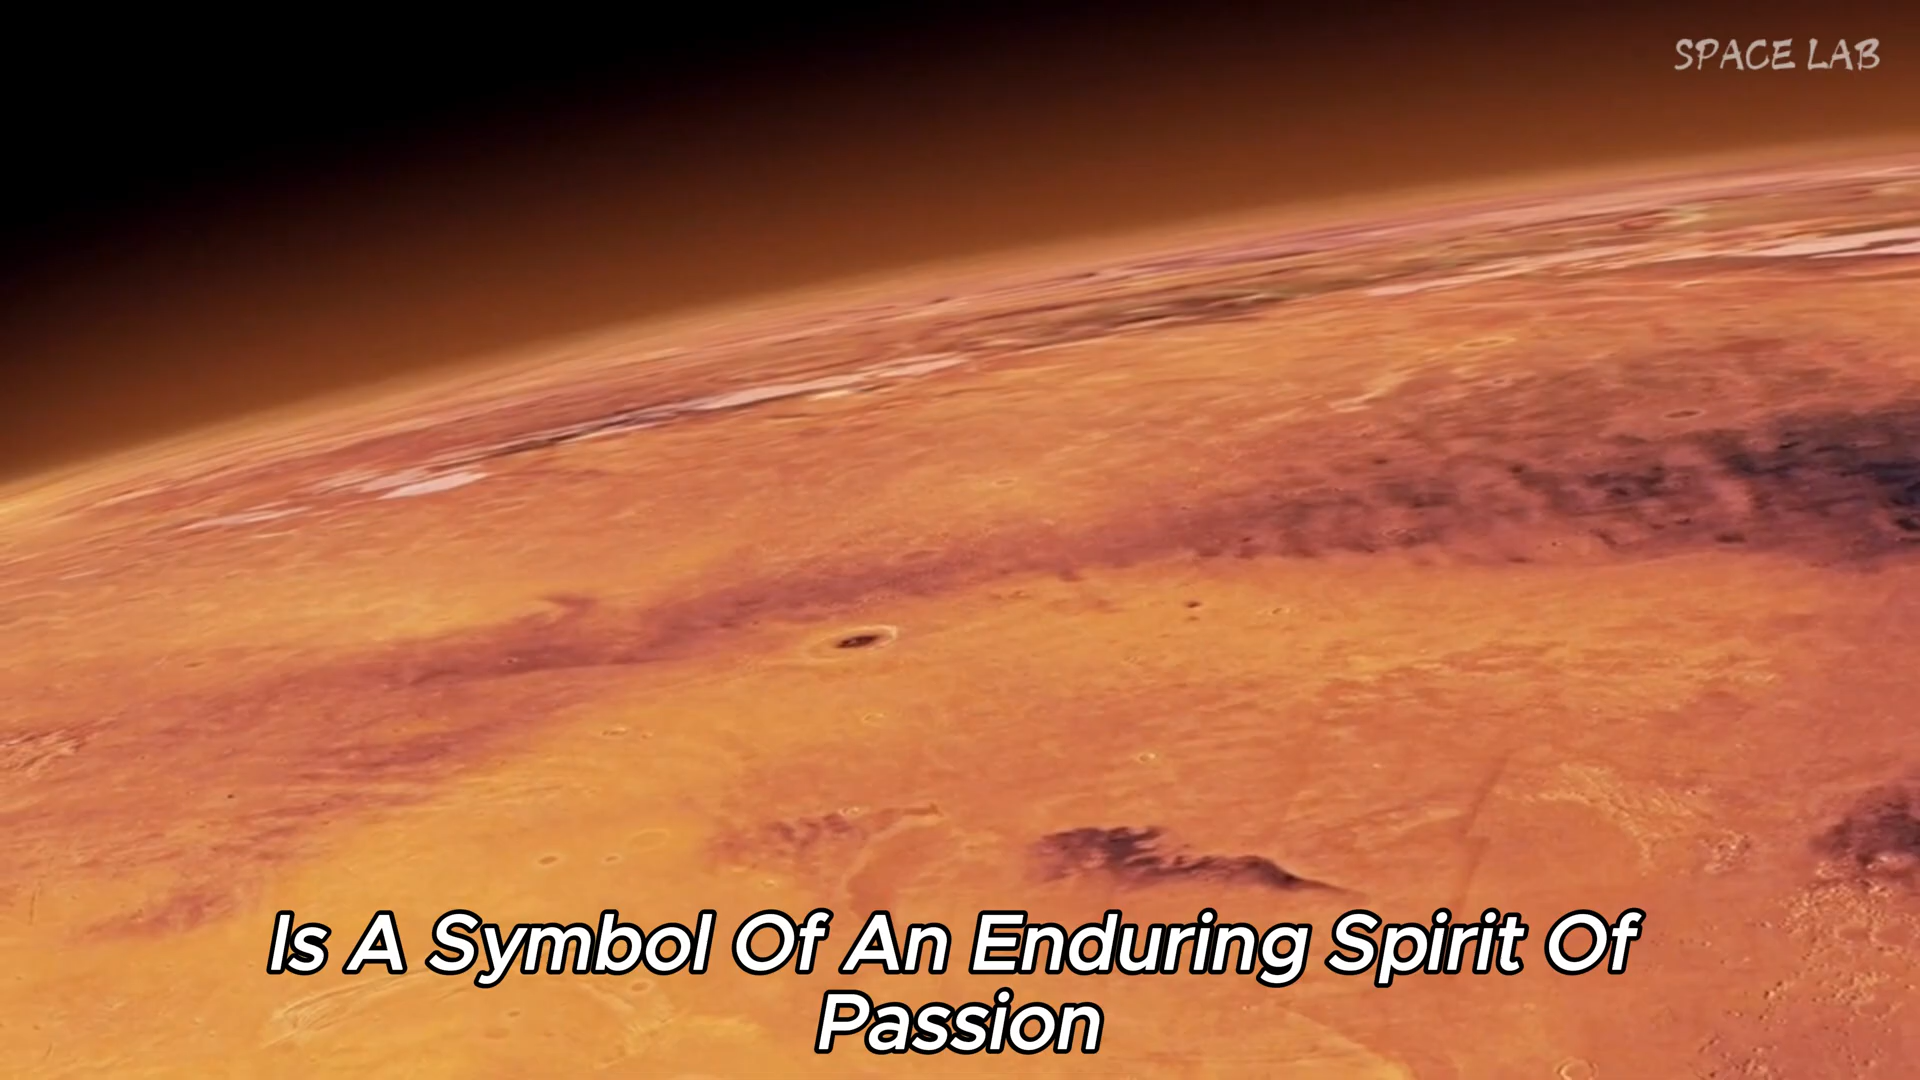 SPACE LAB
Is A Symbol Of An Enduring Spirit Of
Passion